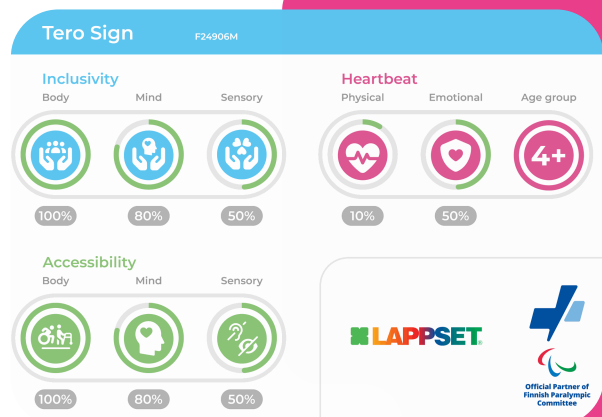 Tero Sign F24906M
Inclusivity
Body Mind Sensory
100% 80% 50%
Heartbeat
Physical Emotional Age group
4+
10% 50%
Accessibility
Body Mind Sensory
100% 80% 50%
LAPPSET
Official Partner of
Finnish Paralympic
Committee